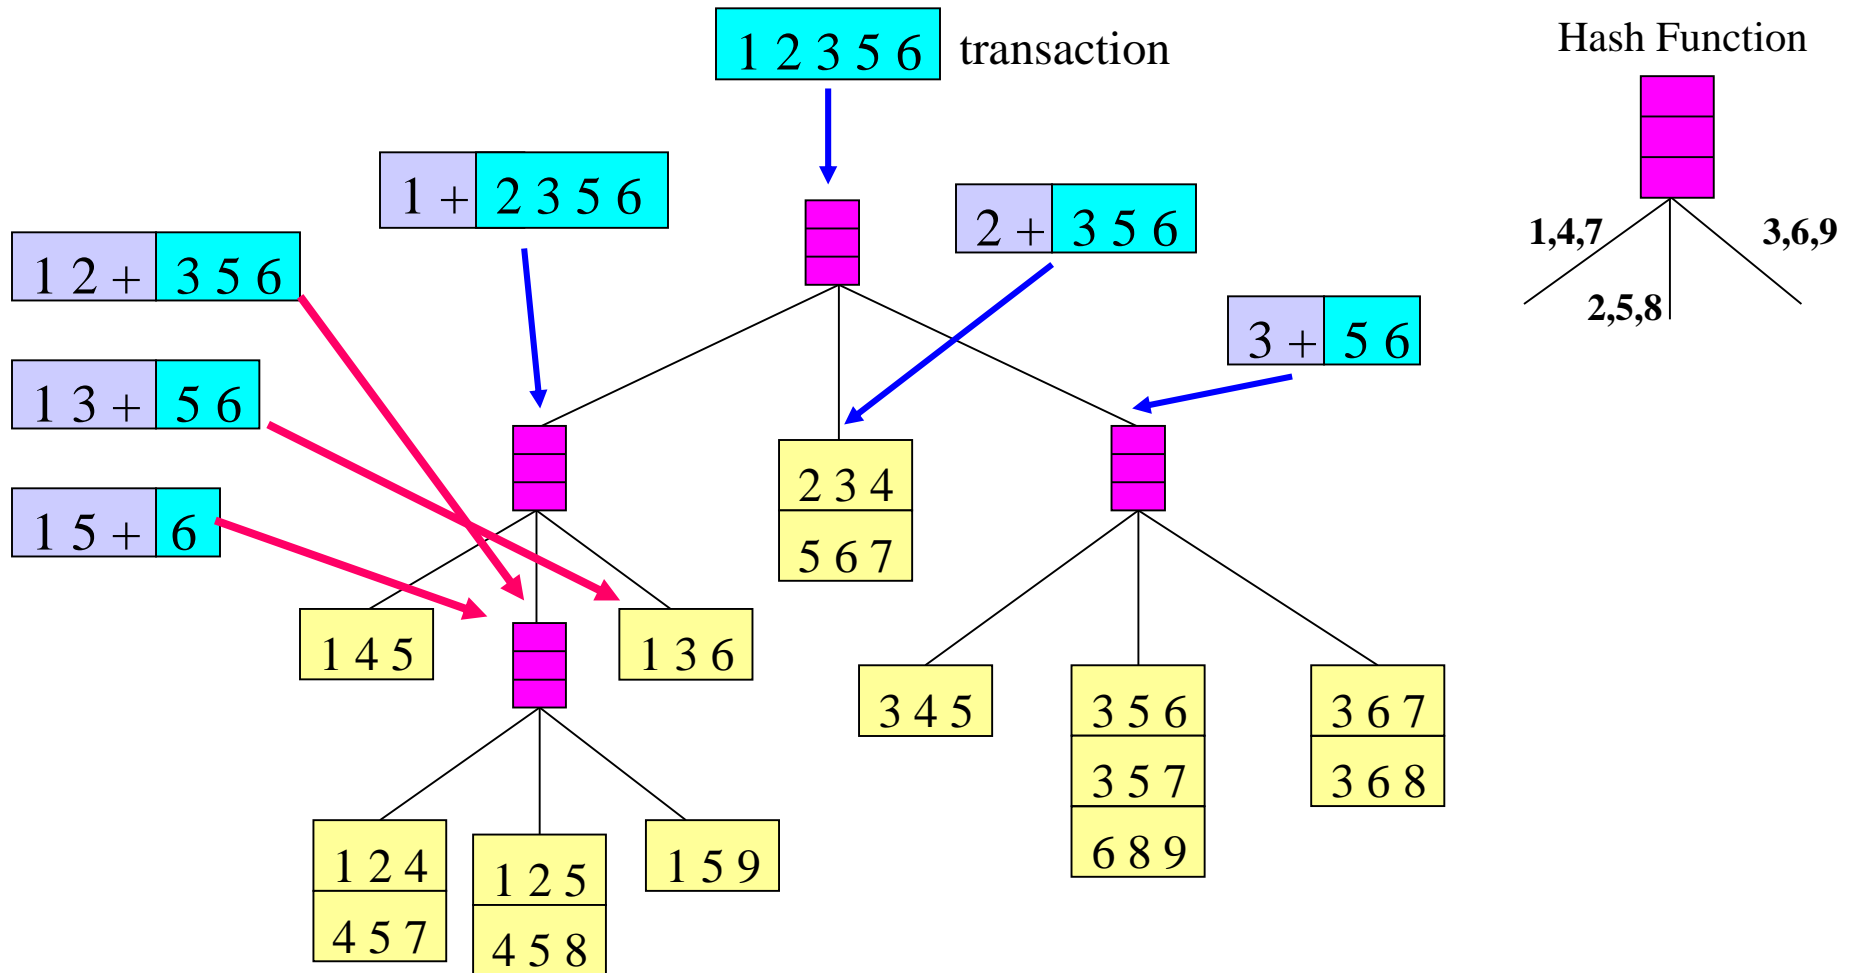 1 2 3 5 6 transaction
Hash Function
1 + 2 3 5 6
2 + 3 5 6
1,4,7
3,6,9
2,5,8
1 2 + 3 5 6
3 + 5 6
1 3 + 5 6
1 5 + 6
2 3 4
5 6 7
1 4 5
1 3 6
3 4 5
3 5 6
3 6 7
3 5 7
3 6 8
6 8 9
1 2 4
1 2 5
1 5 9
4 5 7
4 5 8